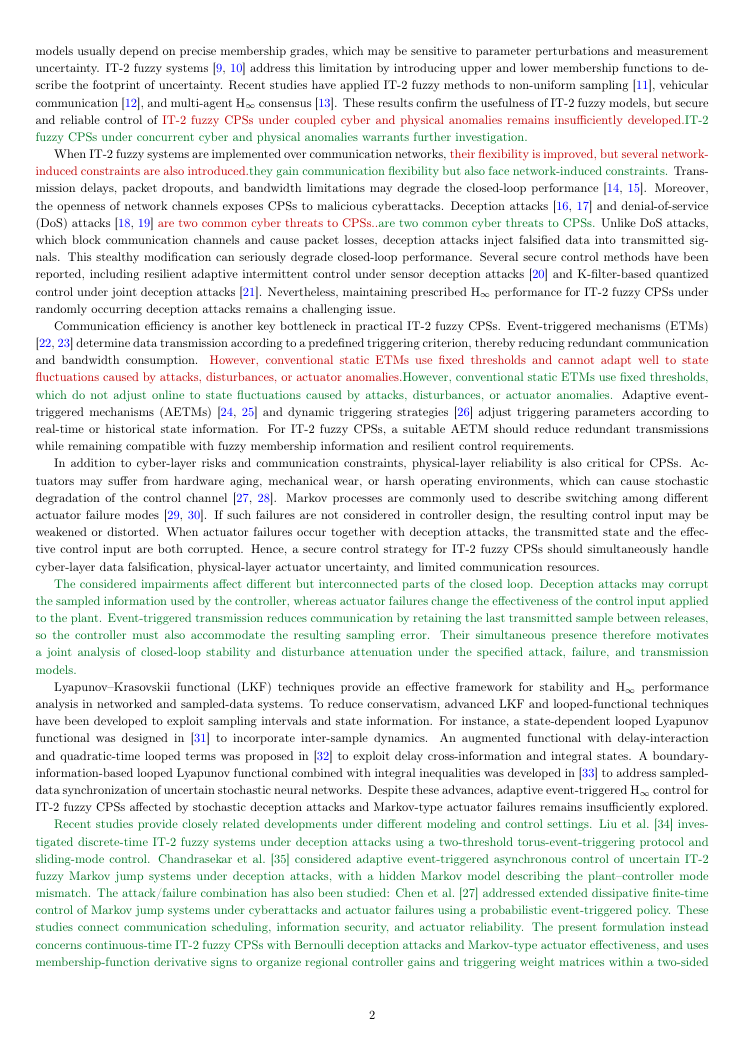 models usually depend on precise membership grades, which may be sensitive to parameter perturbations and measurement
uncertainty. IT-2 fuzzy systems [9, 10] address this limitation by introducing upper and lower membership functions to de-
scribe the footprint of uncertainty. Recent studies have applied IT-2 fuzzy methods to non-uniform sampling [11], vehicular
communication [12], and multi-agent H∞ consensus [13]. These results confirm the usefulness of IT-2 fuzzy models, but secure
and reliable control of IT-2 fuzzy CPSs under coupled cyber and physical anomalies remains insufficiently developed.IT-2
fuzzy CPSs under concurrent cyber and physical anomalies warrants further investigation.
When IT-2 fuzzy systems are implemented over communication networks, their flexibility is improved, but several network-
induced constraints are also introduced.they gain communication flexibility but also face network-induced constraints. Trans-
mission delays, packet dropouts, and bandwidth limitations may degrade the closed-loop performance [14, 15]. Moreover,
the openness of network channels exposes CPSs to malicious cyberattacks. Deception attacks [16, 17] and denial-of-service
(DoS) attacks [18, 19] are two common cyber threats to CPSs..are two common cyber threats to CPSs. Unlike DoS attacks,
which block communication channels and cause packet losses, deception attacks inject falsified data into transmitted sig-
nals. This stealthy modification can seriously degrade closed-loop performance. Several secure control methods have been
reported, including resilient adaptive intermittent control under sensor deception attacks [20] and K-filter-based quantized
control under joint deception attacks [21]. Nevertheless, maintaining prescribed H∞ performance for IT-2 fuzzy CPSs under
randomly occurring deception attacks remains a challenging issue.
Communication efficiency is another key bottleneck in practical IT-2 fuzzy CPSs. Event-triggered mechanisms (ETMs)
[22, 23] determine data transmission according to a predefined triggering criterion, thereby reducing redundant communication
and bandwidth consumption. However, conventional static ETMs use fixed thresholds and cannot adapt well to state
fluctuations caused by attacks, disturbances, or actuator anomalies.However, conventional static ETMs use fixed thresholds,
which do not adjust online to state fluctuations caused by attacks, disturbances, or actuator anomalies. Adaptive event-
triggered mechanisms (AETMs) [24, 25] and dynamic triggering strategies [26] adjust triggering parameters according to
real-time or historical state information. For IT-2 fuzzy CPSs, a suitable AETM should reduce redundant transmissions
while remaining compatible with fuzzy membership information and resilient control requirements.
In addition to cyber-layer risks and communication constraints, physical-layer reliability is also critical for CPSs. Ac-
tuators may suffer from hardware aging, mechanical wear, or harsh operating environments, which can cause stochastic
degradation of the control channel [27, 28]. Markov processes are commonly used to describe switching among different
actuator failure modes [29, 30]. If such failures are not considered in controller design, the resulting control input may be
weakened or distorted. When actuator failures occur together with deception attacks, the transmitted state and the effec-
tive control input are both corrupted. Hence, a secure control strategy for IT-2 fuzzy CPSs should simultaneously handle
cyber-layer data falsification, physical-layer actuator uncertainty, and limited communication resources.
The considered impairments affect different but interconnected parts of the closed loop. Deception attacks may corrupt
the sampled information used by the controller, whereas actuator failures change the effectiveness of the control input applied
to the plant. Event-triggered transmission reduces communication by retaining the last transmitted sample between releases,
so the controller must also accommodate the resulting sampling error. Their simultaneous presence therefore motivates
a joint analysis of closed-loop stability and disturbance attenuation under the specified attack, failure, and transmission
models.
Lyapunov–Krasovskii functional (LKF) techniques provide an effective framework for stability and H∞ performance
analysis in networked and sampled-data systems. To reduce conservatism, advanced LKF and looped-functional techniques
have been developed to exploit sampling intervals and state information. For instance, a state-dependent looped Lyapunov
functional was designed in [31] to incorporate inter-sample dynamics. An augmented functional with delay-interaction
and quadratic-time looped terms was proposed in [32] to exploit delay cross-information and integral states. A boundary-
information-based looped Lyapunov functional combined with integral inequalities was developed in [33] to address sampled-
data synchronization of uncertain stochastic neural networks. Despite these advances, adaptive event-triggered H∞ control for
IT-2 fuzzy CPSs affected by stochastic deception attacks and Markov-type actuator failures remains insufficiently explored.
Recent studies provide closely related developments under different modeling and control settings. Liu et al. [34] inves-
tigated discrete-time IT-2 fuzzy systems under deception attacks using a two-threshold torus-event-triggering protocol and
sliding-mode control. Chandrasekar et al. [35] considered adaptive event-triggered asynchronous control of uncertain IT-2
fuzzy Markov jump systems under deception attacks, with a hidden Markov model describing the plant–controller mode
mismatch. The attack/failure combination has also been studied: Chen et al. [27] addressed extended dissipative finite-time
control of Markov jump systems under cyberattacks and actuator failures using a probabilistic event-triggered policy. These
studies connect communication scheduling, information security, and actuator reliability. The present formulation instead
concerns continuous-time IT-2 fuzzy CPSs with Bernoulli deception attacks and Markov-type actuator effectiveness, and uses
membership-function derivative signs to organize regional controller gains and triggering weight matrices within a two-sided
2